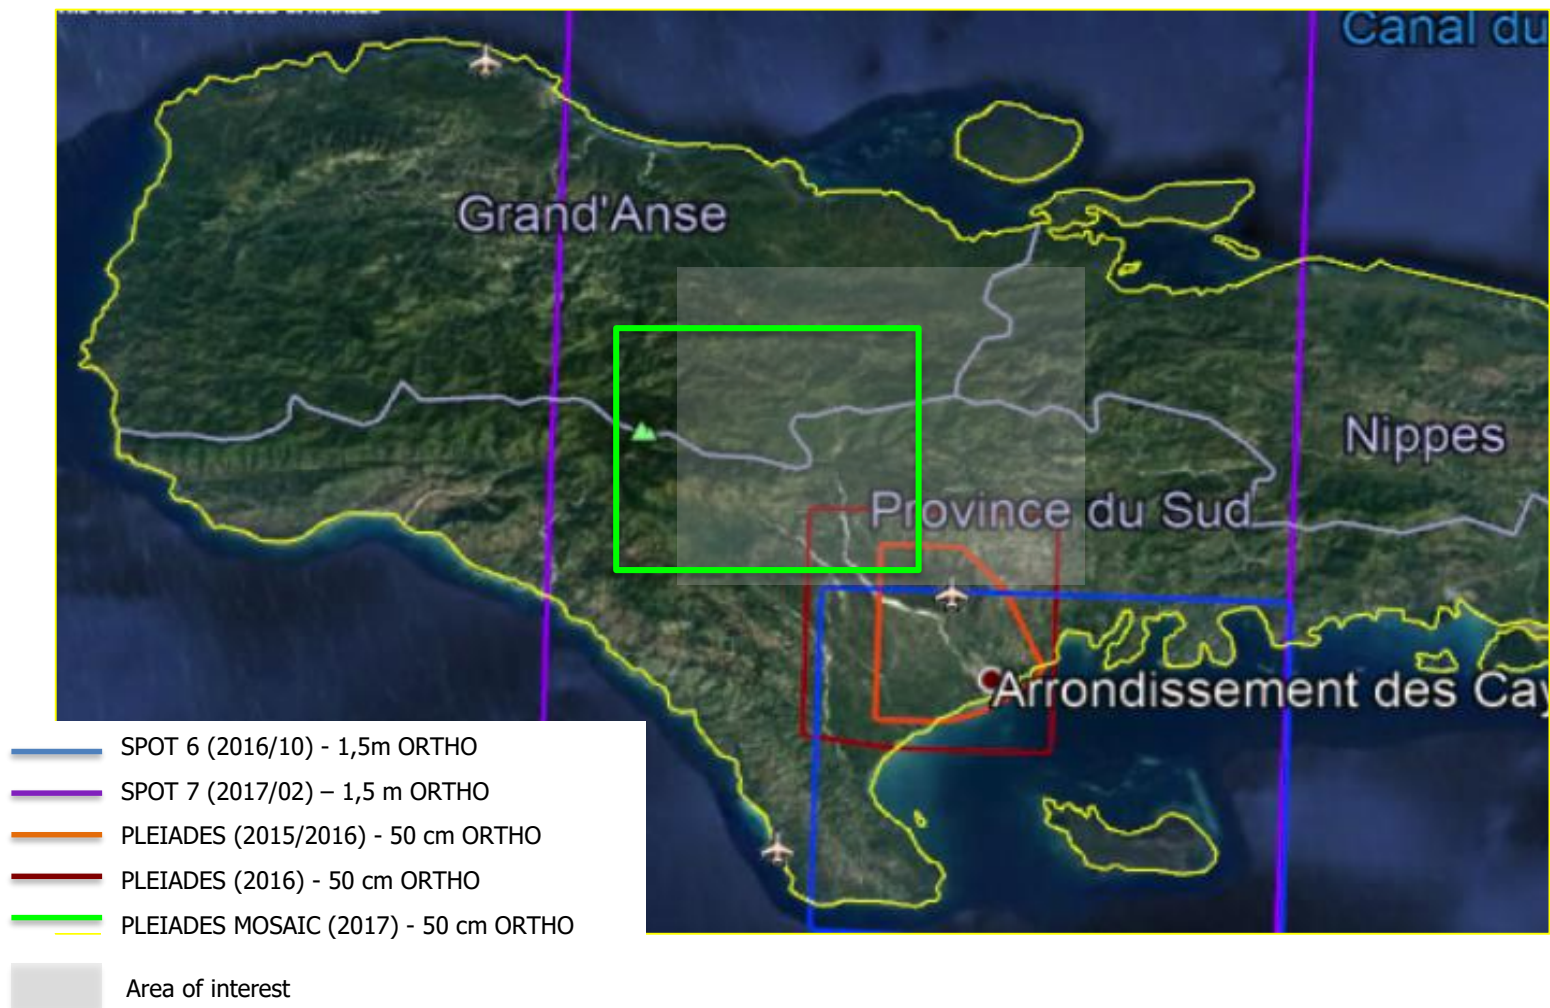 Canal du
Grand'Anse
Nippes
Province du Sud
Arrondissement des Cay
SPOT 6 (2016/10) - 1,5m ORTHO
SPOT 7 (2017/02) – 1,5 m ORTHO
PLEIADES (2015/2016) - 50 cm ORTHO
PLEIADES (2016) - 50 cm ORTHO
PLEIADES MOSAIC (2017) - 50 cm ORTHO
Area of interest